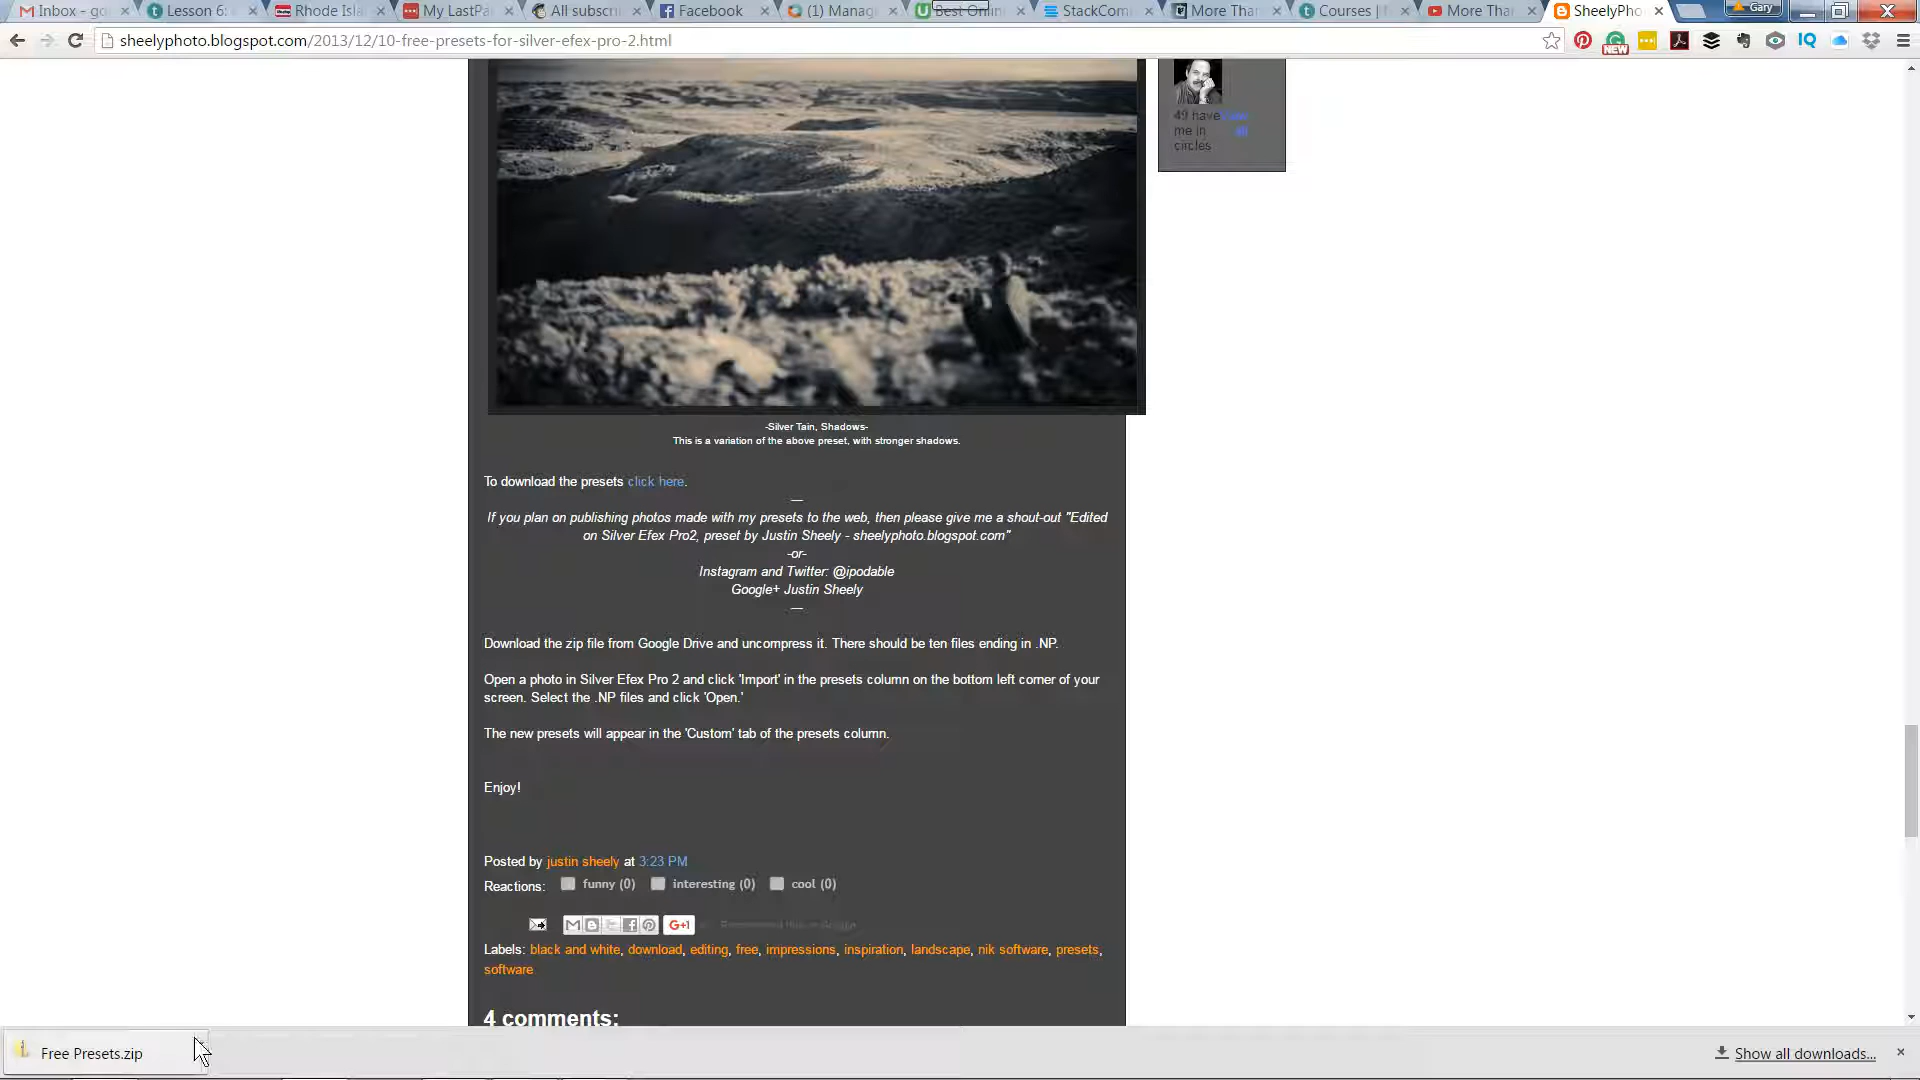 Inbox - go
Lesson 6:
Rhode Isla
My LastPa
All subscri
Facebook
(1) Manag
Best Onlin
StackCom
More Tha
Courses |
More Tha
SheelyPho
Gary
sheelyphoto.blogspot.com/2013/12/10-free-presets-for-silver-efex-pro-2.html
NEW
IQ
49 have
me in
circles
-Silver Tain, Shadows-
This is a variation of the above preset, with stronger shadows.
To download the presets click here.
—
If you plan on publishing photos made with my presets to the web, then please give me a shout-out "Edited
on Silver Efex Pro2, preset by Justin Sheely - sheelyphoto.blogspot.com"
-or-
Instagram and Twitter: @ipodable
Google+ Justin Sheely
—
Download the zip file from Google Drive and uncompress it. There should be ten files ending in .NP.
Open a photo in Silver Efex Pro 2 and click 'Import' in the presets column on the bottom left corner of your
screen. Select the .NP files and click 'Open.'
The new presets will appear in the 'Custom' tab of the presets column.
Enjoy!
Posted by justin sheely at 3:23 PM
Reactions: funny (0) interesting (0) cool (0)
G+1
Labels: black and white, download, editing, free, impressions, inspiration, landscape, nik software, presets,
software
4 comments:
Free Presets.zip
Show all downloads...